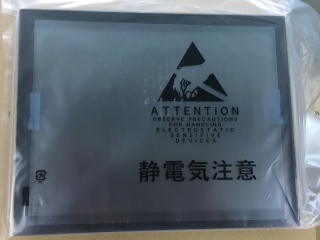 ATTENTION
OBSERVE PRECAUTIONS
FOR HANDLING
ELECTROSTATIC
SENSITIVE
DEVICES
静電気注意